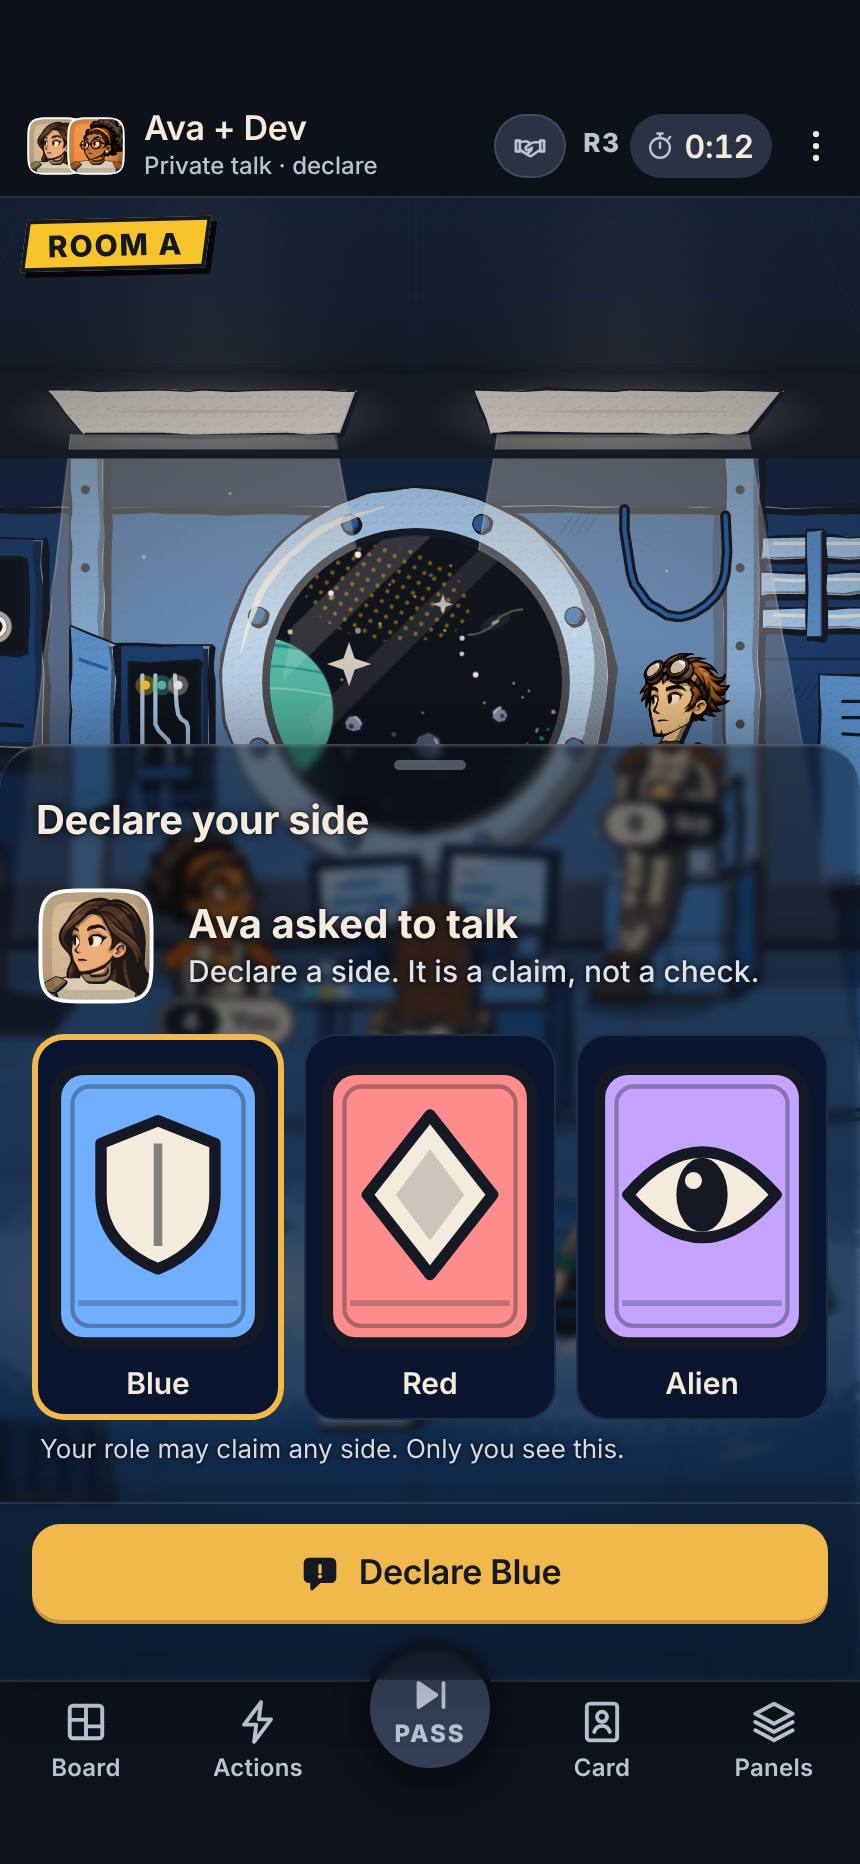 Ava + Dev
Private talk · declare
R3
0:12
ROOM A
Declare your side
Ava asked to talk
Declare a side. It is a claim, not a check.
Blue
Red
Alien
Your role may claim any side. Only you see this.
Declare Blue
PASS
Board
Actions
Card
Panels